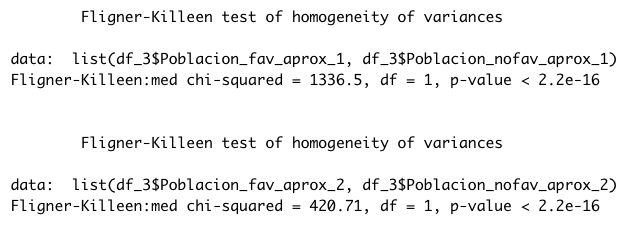 Fligner-Killeen test of homogeneity of variances
data:  list(df_3$Poblacion_fav_aprox_1, df_3$Poblacion_nofav_aprox_1)
Fligner-Killeen:med chi-squared = 1336.5, df = 1, p-value < 2.2e-16
Fligner-Killeen test of homogeneity of variances
data:  list(df_3$Poblacion_fav_aprox_2, df_3$Poblacion_nofav_aprox_2)
Fligner-Killeen:med chi-squared = 420.71, df = 1, p-value < 2.2e-16